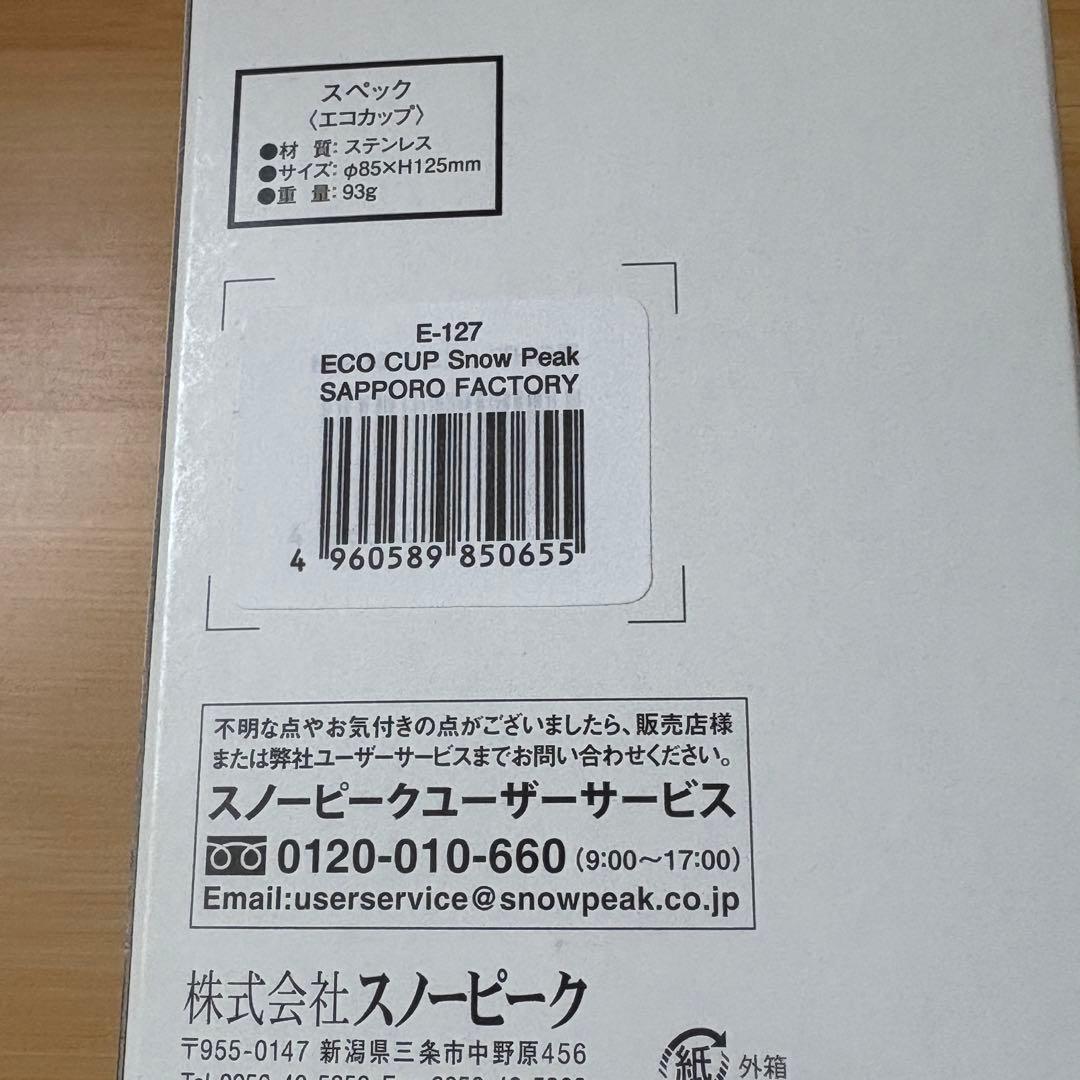 スペック
〈エコカップ〉
●材 質: ステンレス
●サイズ: φ85×H125mm
●重 量: 93g
E-127
ECO CUP Snow Peak
SAPPORO FACTORY
4 960589 850655
不明な点やお気付きの点がございましたら、販売店様
または弊社ユーザーサービスまでお問い合わせください。
スノーピークユーザーサービス
0120-010-660 (9:00〜17:00)
Email:userservice@snowpeak.co.jp
株式会社スノーピーク
〒955-0147 新潟県三条市中野原456
紙 外箱